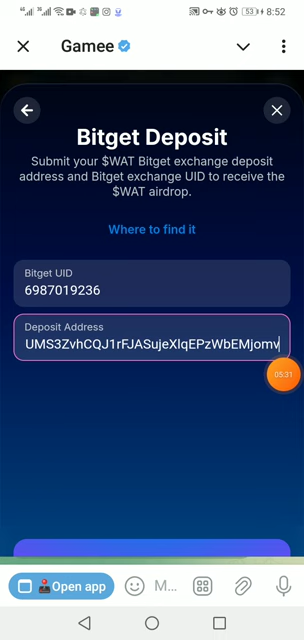 8:52
53
Gamee
Bitget Deposit
Submit your $WAT Bitget exchange deposit
address and Bitget exchange UID to receive the
$WAT airdrop.
Where to find it
Bitget UID
6987019236
Deposit Address
UMS3ZvhCQJ1rFJASujeXlqEPzWbEMjomv
05:31
Open app
M...